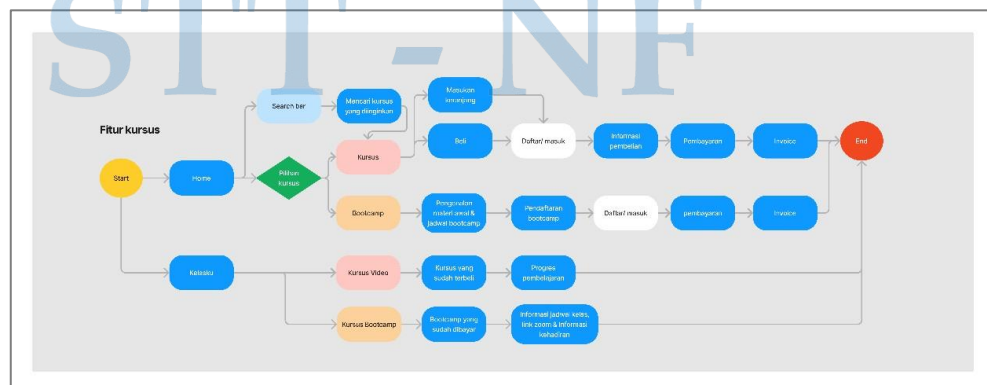 STT - NF
Fitur kursus
Search bar
Mencari kursus
yang diinginkan
Masukan
keranjang
Start
Home
Pilihan
kursus
Kursus
Beli
Daftar/ masuk
Informasi
pembelian
Pembayaran
Invoice
End
Bootcamp
Pengenalan
materi awal &
jadwal bootcamp
Pendaftaran
bootcamp
Daftar/ masuk
pembayaran
Invoice
Kelasku
Kursus Video
Kursus yang
sudah terbeli
Progres
pembelajaran
Kursus Bootcamp
Bootcamp yang
sudah dibayar
Informasi jadwal kelas,
link zoom & informasi
kehadiran